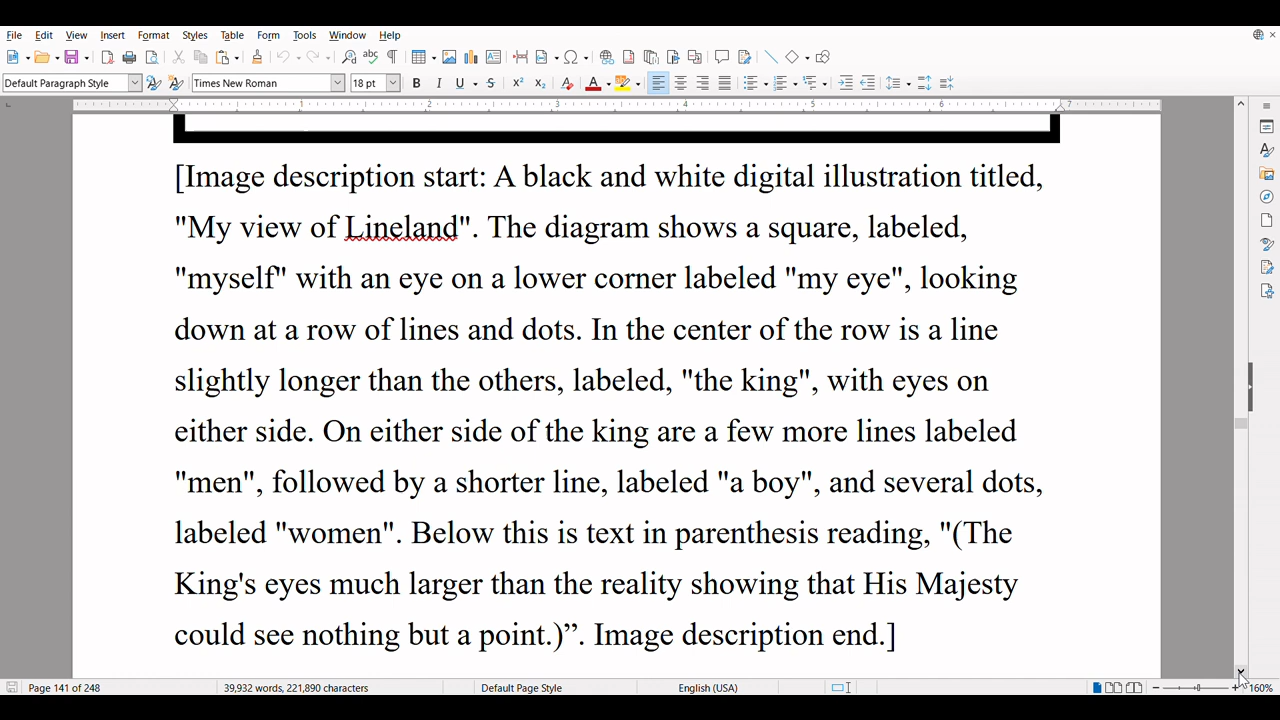 File Edit View Insert Format Styles Table Form Tools Window Help
Default Paragraph Style Times New Roman 18 pt
1 2 3 4 5 6 7
[Image description start: A black and white digital illustration titled,
"My view of Lineland". The diagram shows a square, labeled,
"myself" with an eye on a lower corner labeled "my eye", looking
down at a row of lines and dots. In the center of the row is a line
slightly longer than the others, labeled, "the king", with eyes on
either side. On either side of the king are a few more lines labeled
"men", followed by a shorter line, labeled "a boy", and several dots,
labeled "women". Below this is text in parenthesis reading, "(The
King's eyes much larger than the reality showing that His Majesty
could see nothing but a point.)”. Image description end.]
Page 141 of 248 39,932 words, 221,890 characters Default Page Style English (USA) 160%